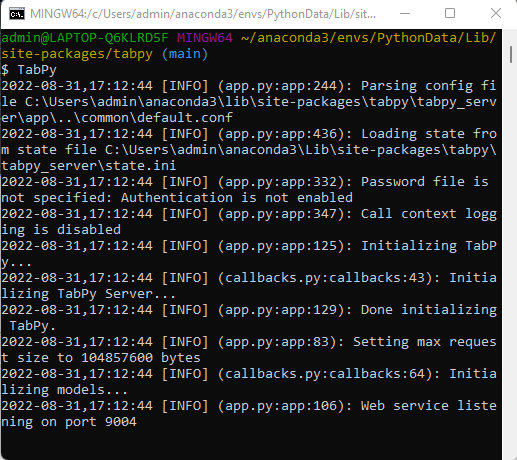 MINGW64:/c/Users/admin/anaconda3/envs/PythonData/Lib/sit...
admin@LAPTOP-Q6KLRD5F MINGW64 ~/anaconda3/envs/PythonData/Lib/
site-packages/tabpy (main)
$ TabPy
2022-08-31,17:12:44 [INFO] (app.py:app:244): Parsing config fi
le C:\Users\admin\anaconda3\lib\site-packages\tabpy\tabpy_serv
er\app\..\common\default.conf
2022-08-31,17:12:44 [INFO] (app.py:app:436): Loading state fro
m state file C:\Users\admin\anaconda3\Lib\site-packages\tabpy\
tabpy_server\state.ini
2022-08-31,17:12:44 [INFO] (app.py:app:332): Password file is
not specified: Authentication is not enabled
2022-08-31,17:12:44 [INFO] (app.py:app:347): Call context logg
ing is disabled
2022-08-31,17:12:44 [INFO] (app.py:app:125): Initializing TabP
y...
2022-08-31,17:12:44 [INFO] (callbacks.py:callbacks:43): Initia
lizing TabPy Server...
2022-08-31,17:12:44 [INFO] (app.py:app:129): Done initializing
TabPy.
2022-08-31,17:12:44 [INFO] (app.py:app:83): Setting max reques
t size to 104857600 bytes
2022-08-31,17:12:44 [INFO] (callbacks.py:callbacks:64): Initia
lizing models...
2022-08-31,17:12:44 [INFO] (app.py:app:106): Web service liste
ning on port 9004